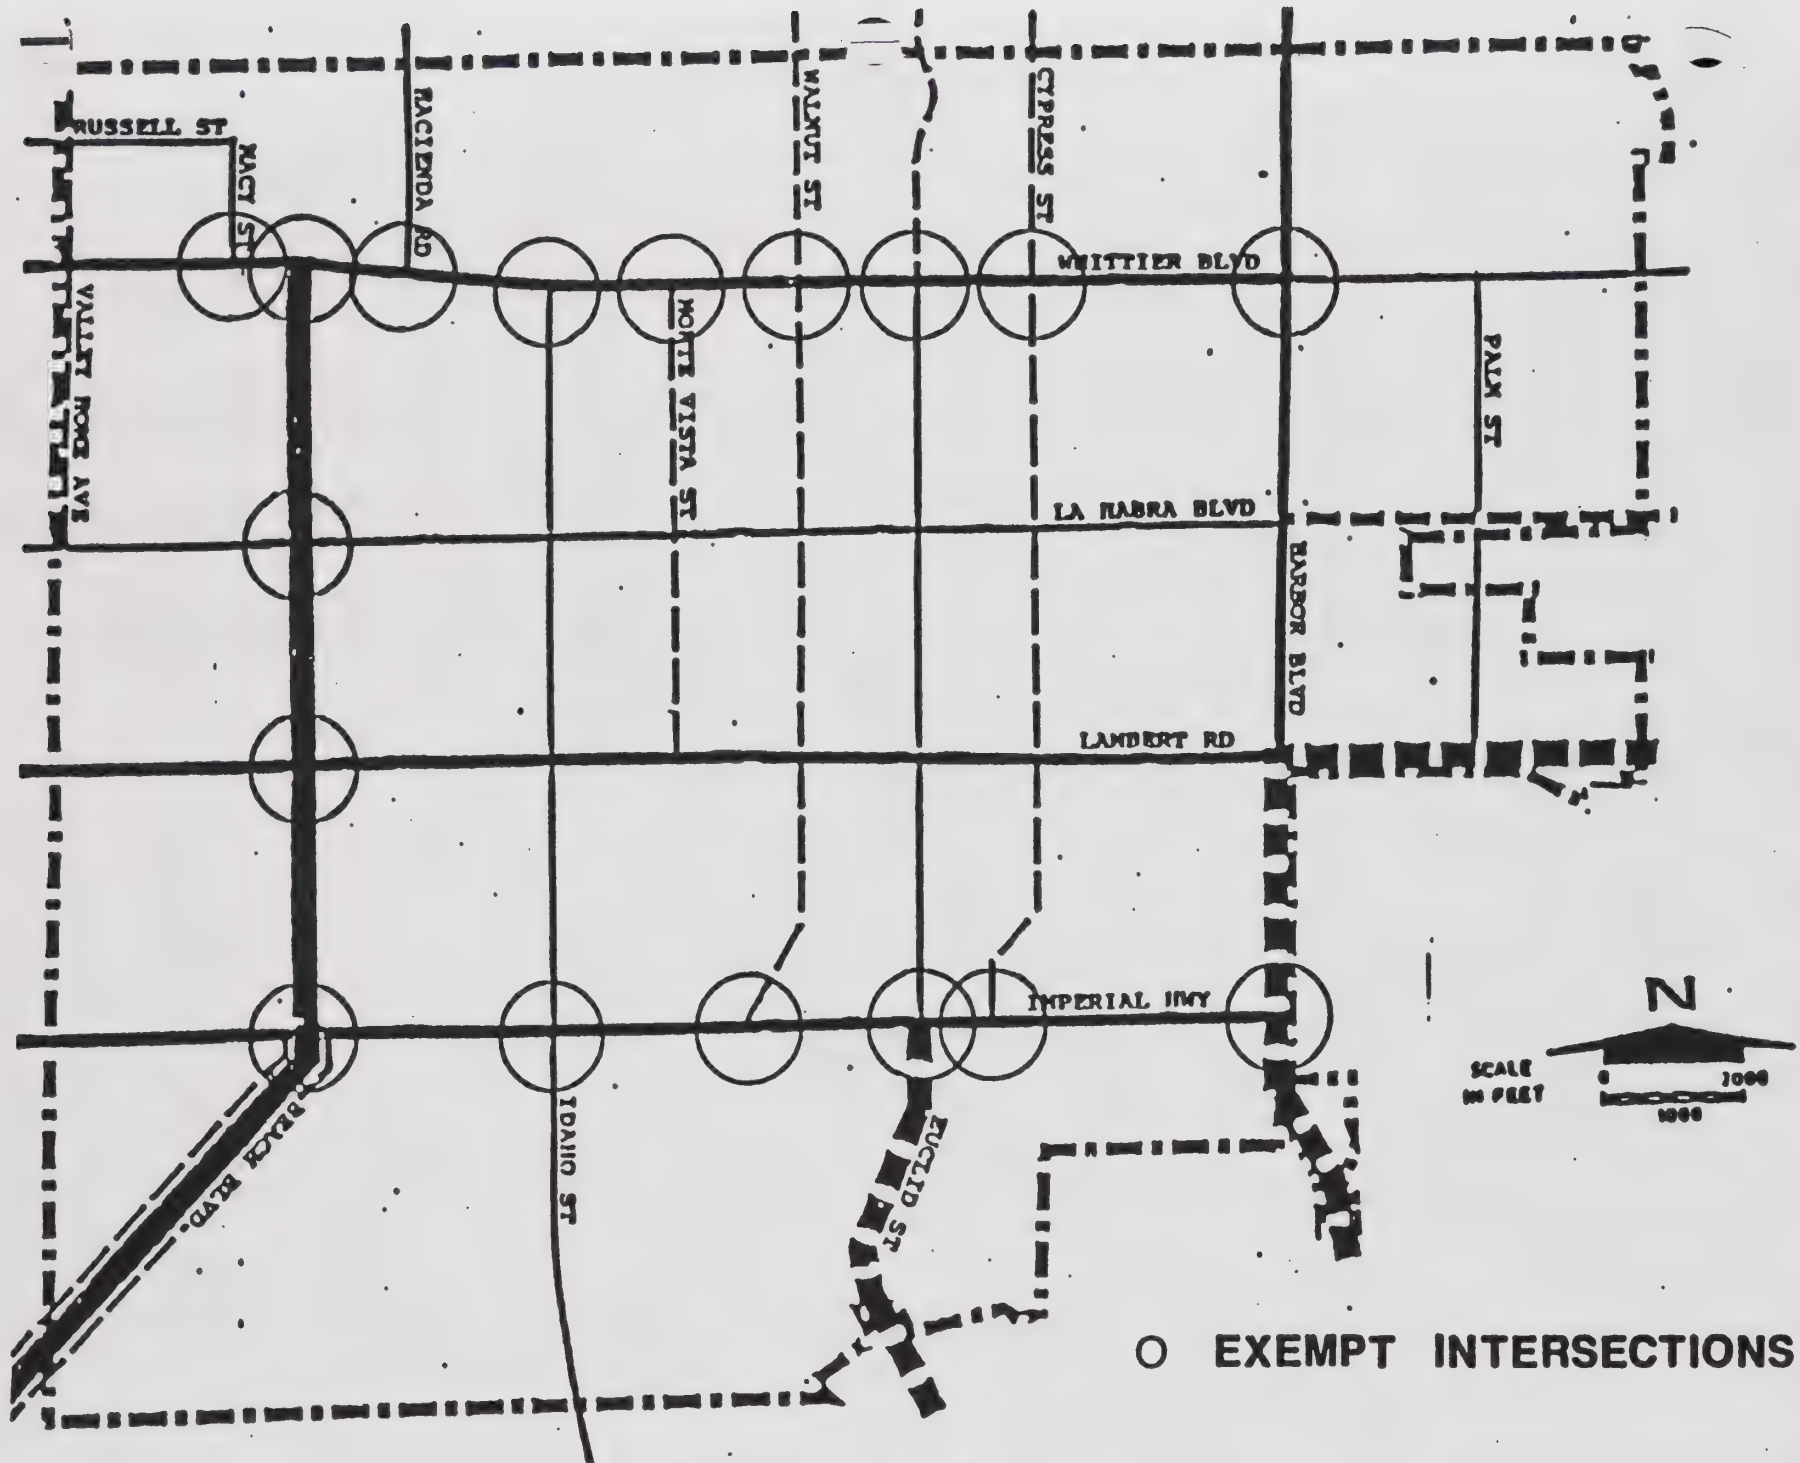 RUSSELL ST
MACY ST
HACIENDA RD
WALNUT ST
CYPRESS ST
WHITTIER BLVD
VALLEY HOME AVE
MONTE VISTA ST
PALM ST
LA HABRA BLVD
HARBOR BLVD
LAMBERT RD
IMPERIAL HWY
BEACH BLVD.
IDAHO ST
EUCLID ST
N
SCALE
IN FEET
0 2000
1000
O EXEMPT INTERSECTIONS